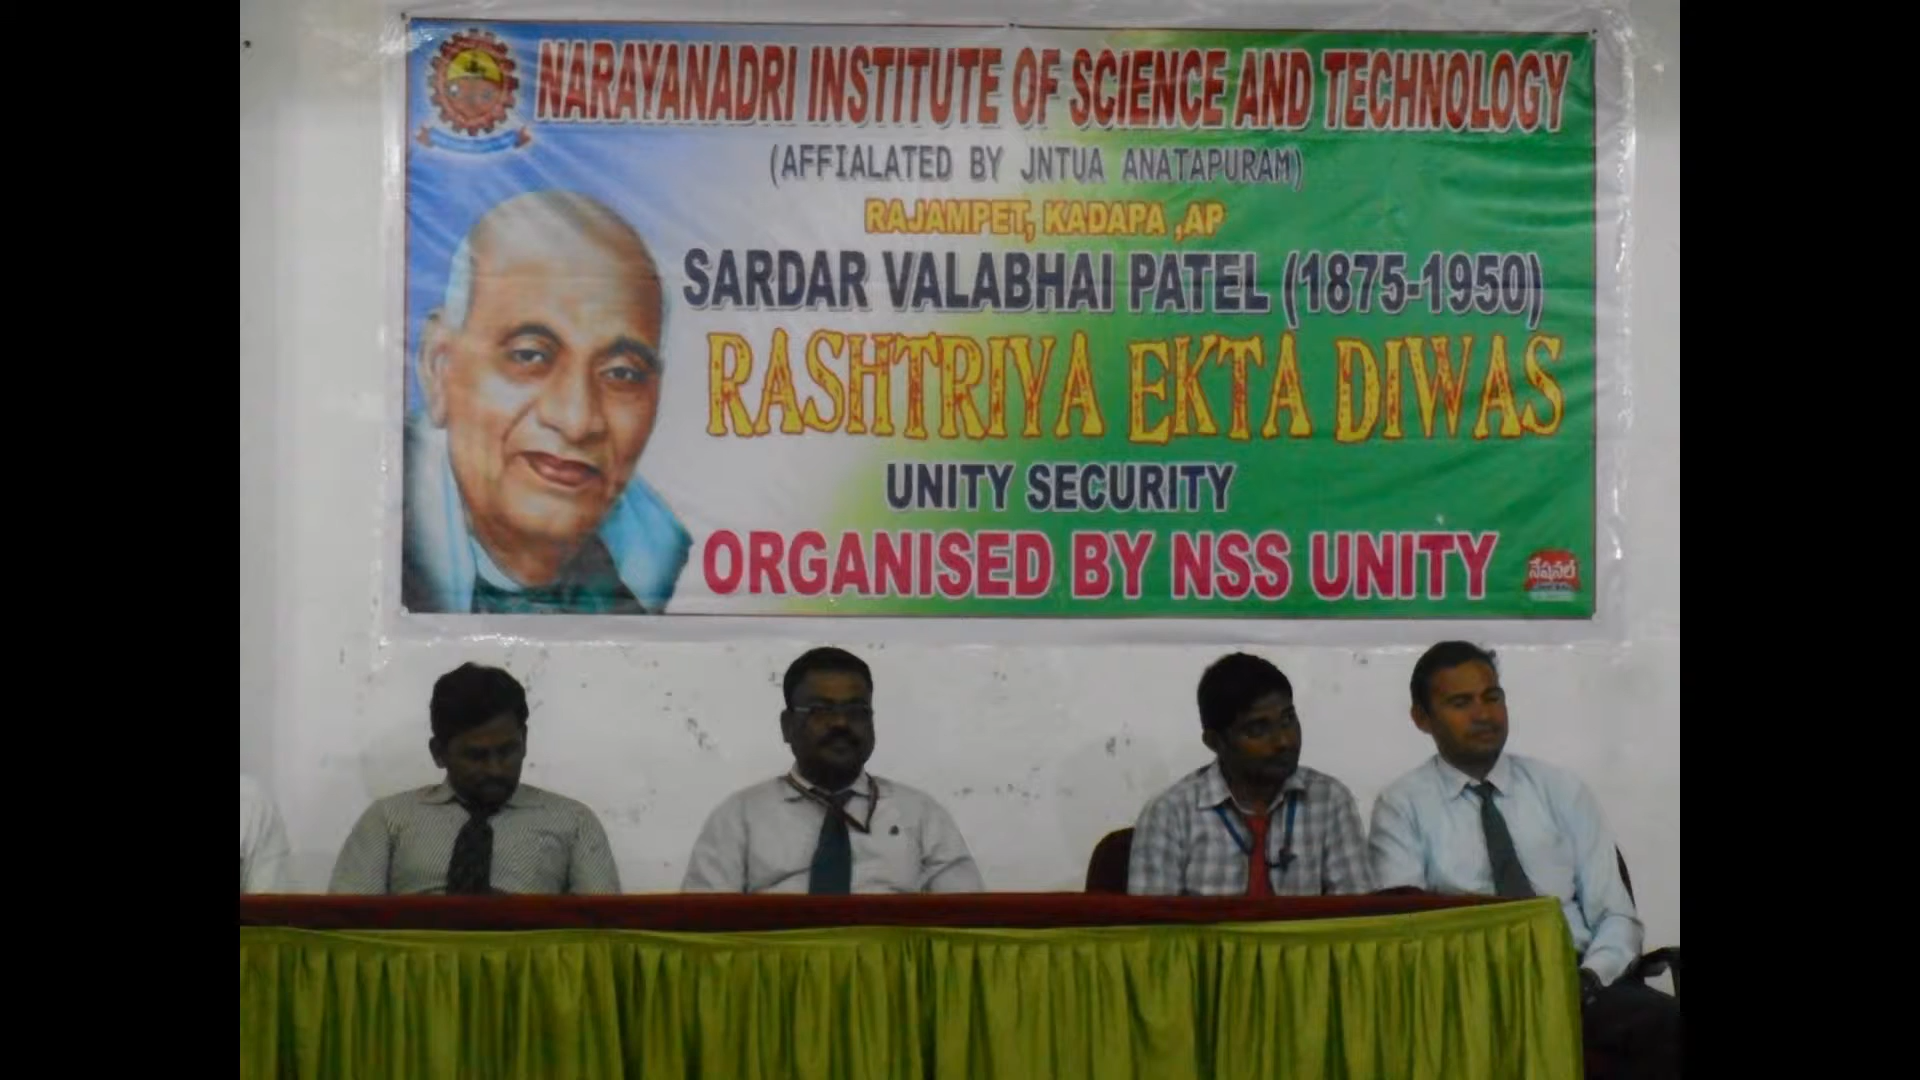 NARAYANADRI INSTITUTE OF SCIENCE AND TECHNOLOGY
(AFFIALATED BY JNTUA ANATAPURAM)
RAJAMPET, KADAPA ,AP
SARDAR VALABHAI PATEL (1875-1950)
RASHTRIYA EKTA DIWAS
UNITY SECURITY
ORGANISED BY NSS UNITY
నేషనల్